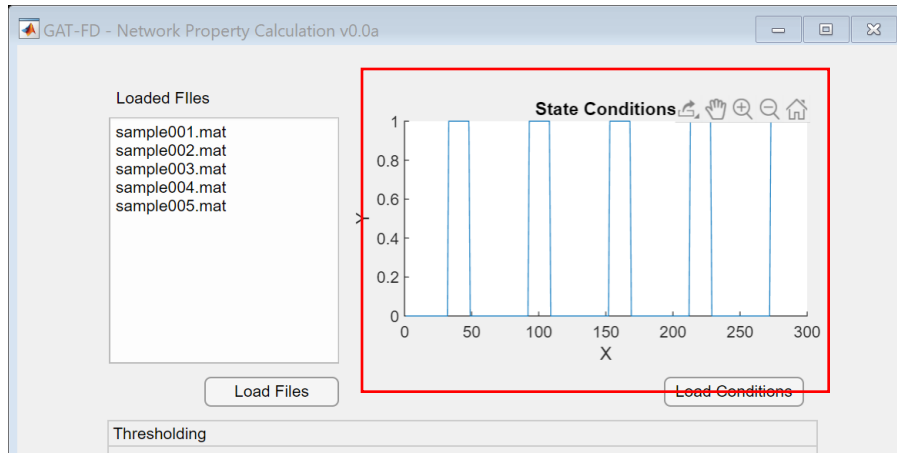 GAT-FD - Network Property Calculation v0.0a
Loaded FIles
sample001.mat
sample002.mat
sample003.mat
sample004.mat
sample005.mat
Load Files
State Conditions
1
0.8
0.6
0.4
0.2
0
Y
0 50 100 150 200 250 300
X
Load Conditions
Thresholding